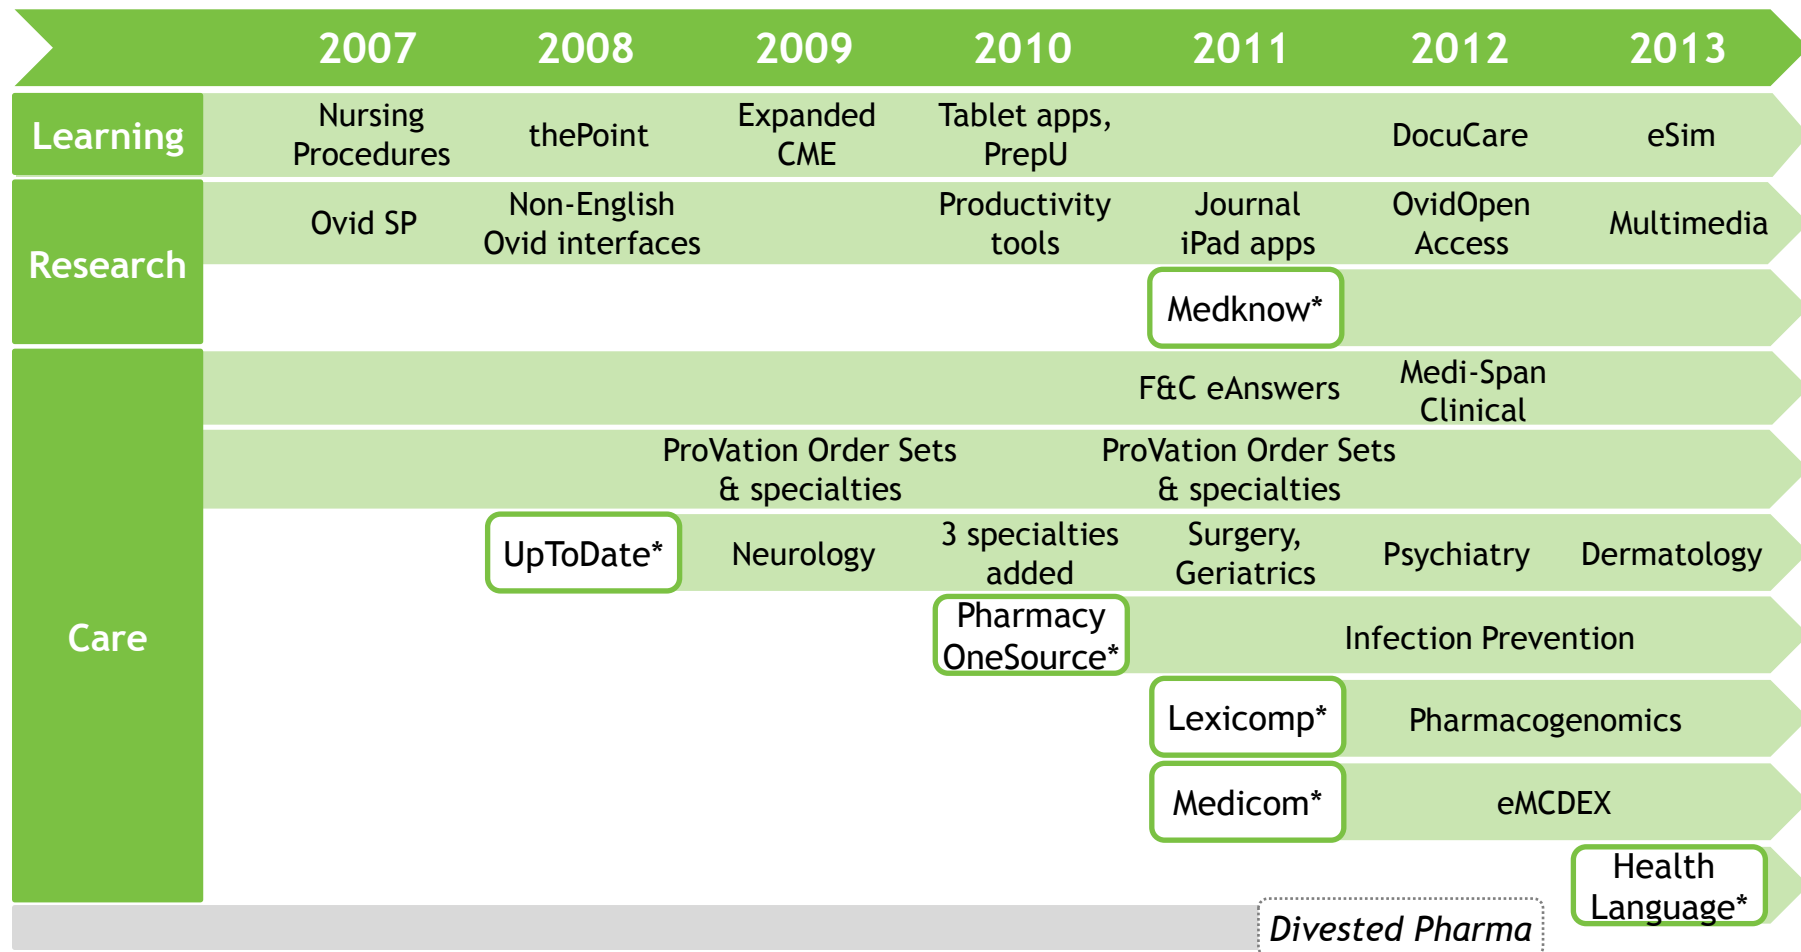 2007 2008 2009 2010 2011 2012 2013
Learning
Nursing
Procedures
thePoint
Expanded
CME
Tablet apps,
PrepU
DocuCare
eSim
Research
Ovid SP
Non-English
Ovid interfaces
Productivity
tools
Journal
iPad apps
OvidOpen
Access
Multimedia
Medknow*
Care
F&C eAnswers
Medi-Span
Clinical
ProVation Order Sets
& specialties
ProVation Order Sets
& specialties
UpToDate*
Neurology
3 specialties
added
Surgery,
Geriatrics
Psychiatry
Dermatology
Pharmacy
OneSource*
Infection Prevention
Lexicomp*
Pharmacogenomics
Medicom*
eMCDEX
Health
Language*
Divested Pharma